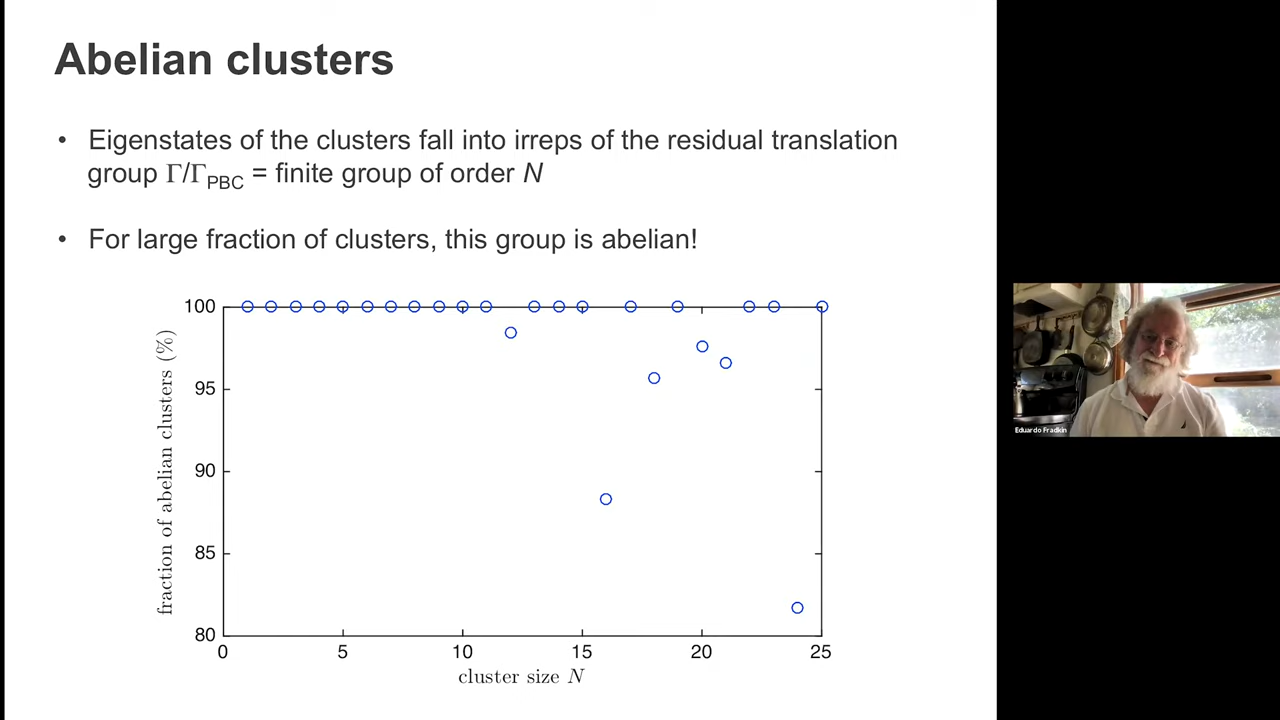 Abelian clusters
• Eigenstates of the clusters fall into irreps of the residual translation
group Γ/ΓPBC = finite group of order N
• For large fraction of clusters, this group is abelian!
100
95
90
85
80
fraction of abelian clusters (%)
0 5 10 15 20 25
cluster size N
Eduardo Fradkin